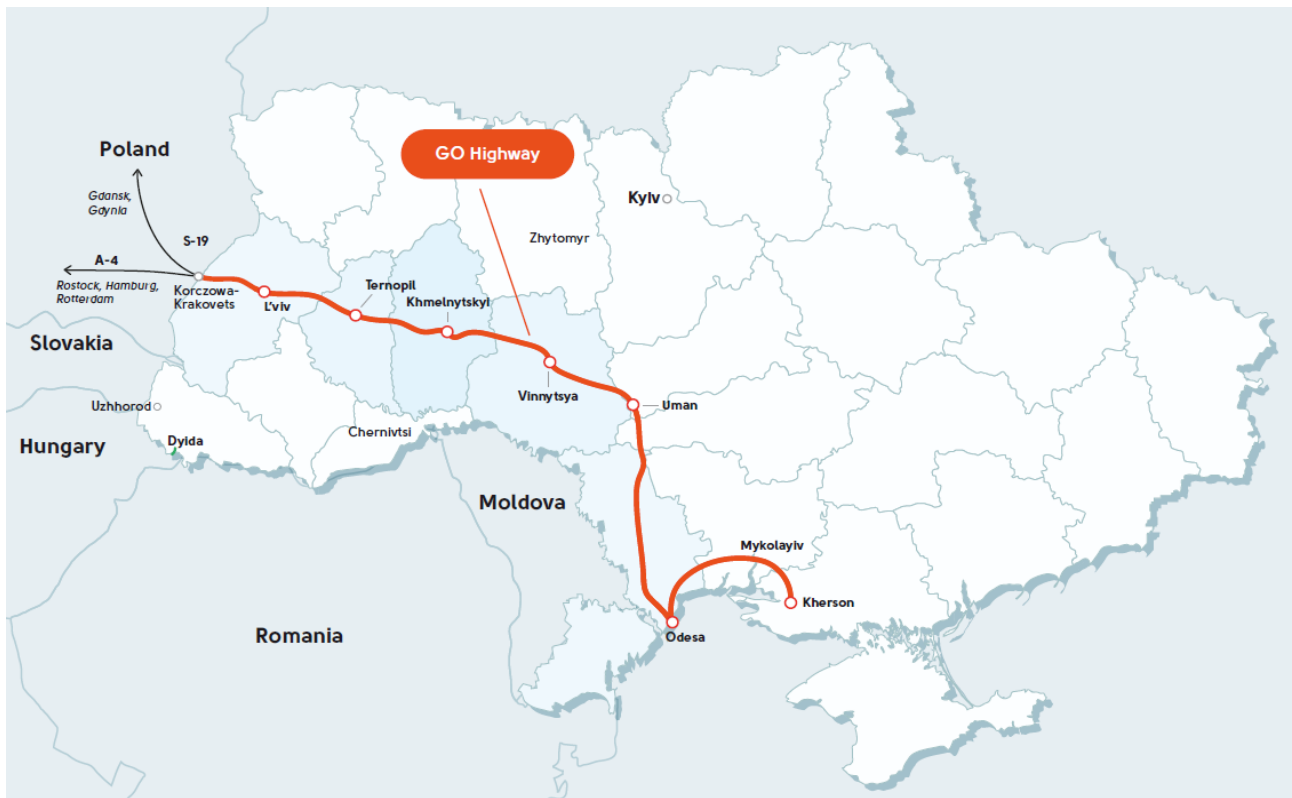 GO Highway
Poland
Gdansk,
Gdynia
S-19
A-4
Rostock, Hamburg,
Rotterdam
Korczowa-
Krakovets
L'viv
Ternopil
Khmelnytskyi
Zhytomyr
Kyiv
Slovakia
Vinnytsya
Uman
Uzhhorod
Chernivtsi
Dyida
Hungary
Moldova
Mykolayiv
Kherson
Odesa
Romania